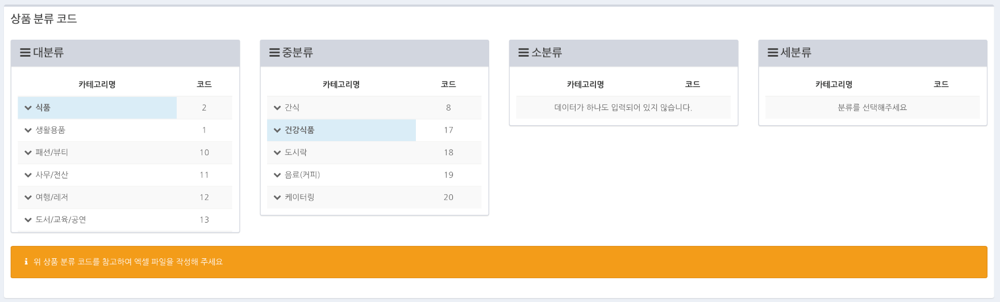 상품 분류 코드
대분류
카테고리명 코드
식품 2
생활용품 1
패션/뷰티 10
사무/전산 11
여행/레저 12
도서/교육/공연 13
중분류
카테고리명 코드
간식 8
건강식품 17
도시락 18
음료(커피) 19
케이터링 20
소분류
카테고리명 코드
데이터가 하나도 입력되어 있지 않습니다.
세분류
카테고리명 코드
분류를 선택해주세요
위 상품 분류 코드를 참고하여 엑셀 파일을 작성해 주세요